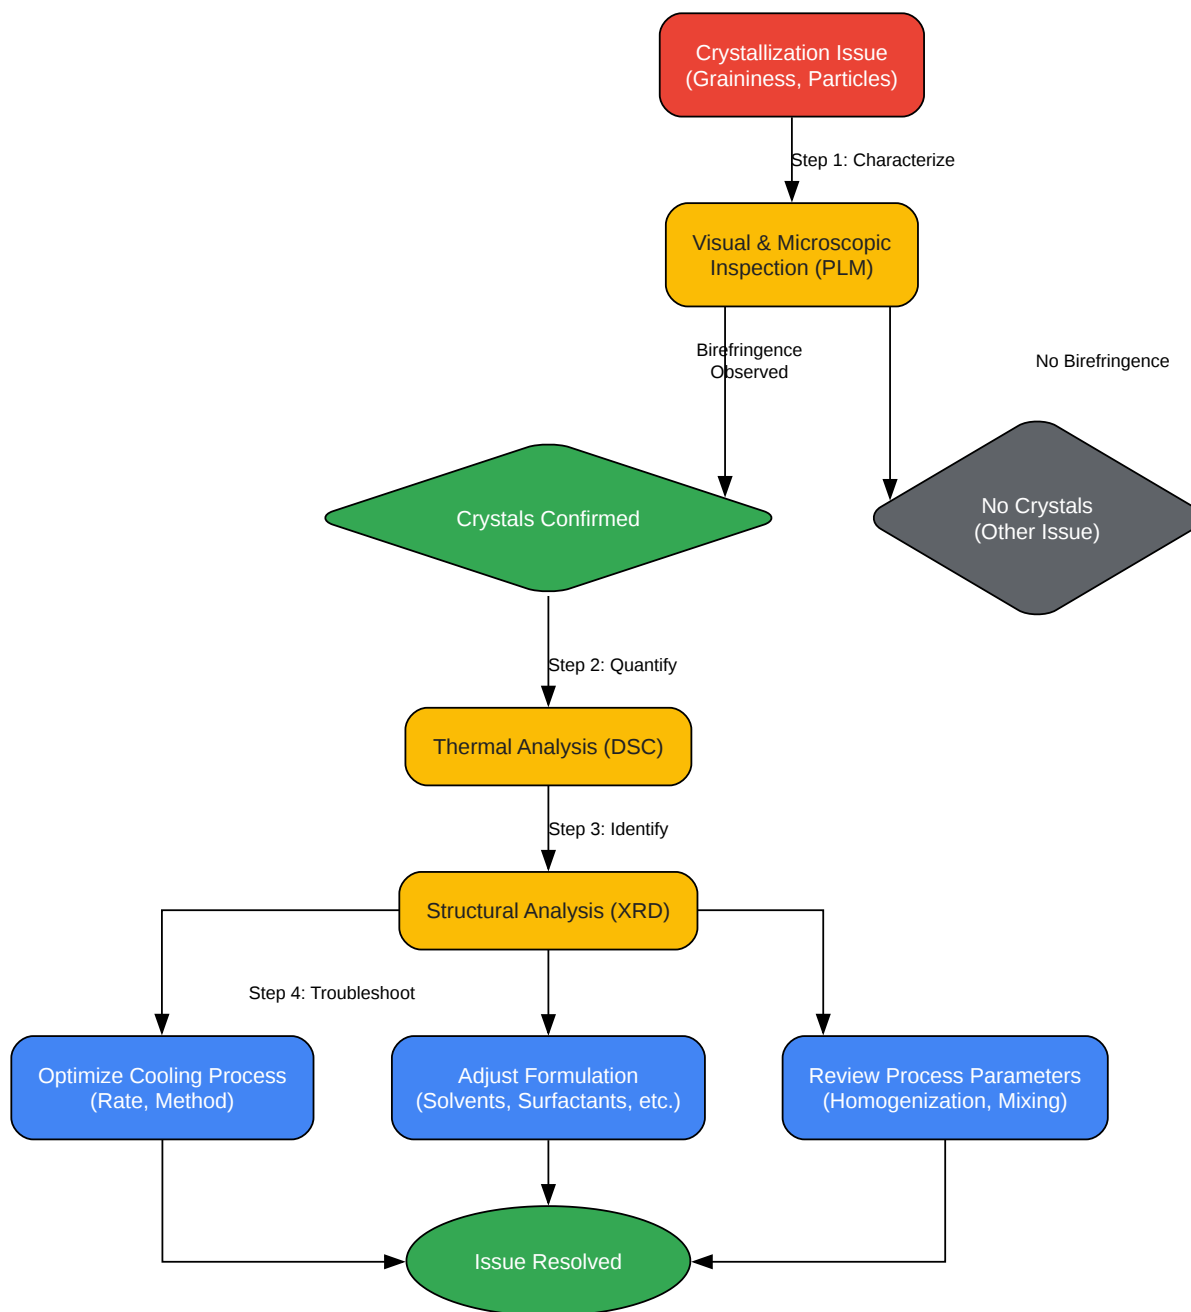 Crystallization Issue
(Graininess, Particles)
Step 1: Characterize
Visual & Microscopic
Inspection (PLM)
Birefringence
Observed
No Birefringence
Crystals Confirmed
No Crystals
(Other Issue)
Step 2: Quantify
Thermal Analysis (DSC)
Step 3: Identify
Structural Analysis (XRD)
Step 4: Troubleshoot
Optimize Cooling Process
(Rate, Method)
Adjust Formulation
(Solvents, Surfactants, etc.)
Review Process Parameters
(Homogenization, Mixing)
Issue Resolved